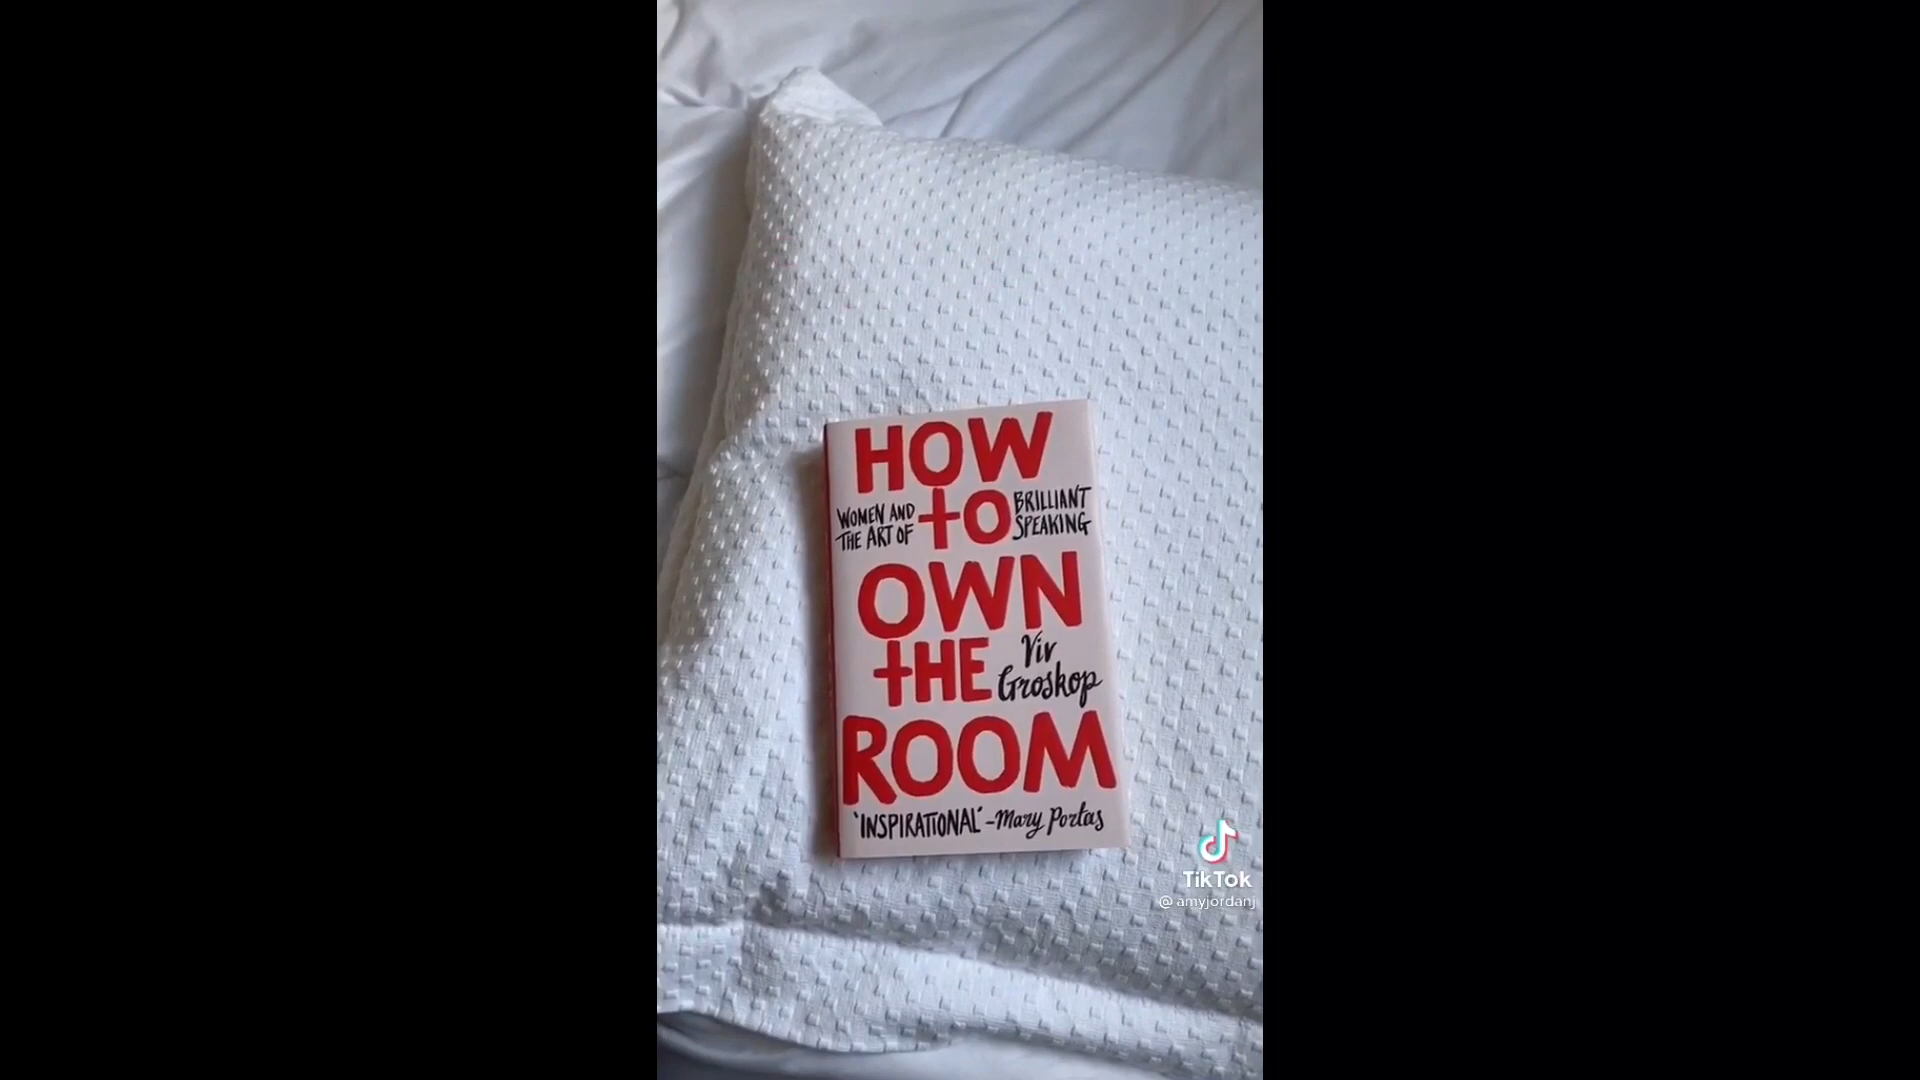 HOW
WOMEN AND THE ART OF
TO
BRILLIANT SPEAKING
OWN
THE
Viv Groskop
ROOM
'INSPIRATIONAL' - Mary Portas
TikTok
@ amyjordanj